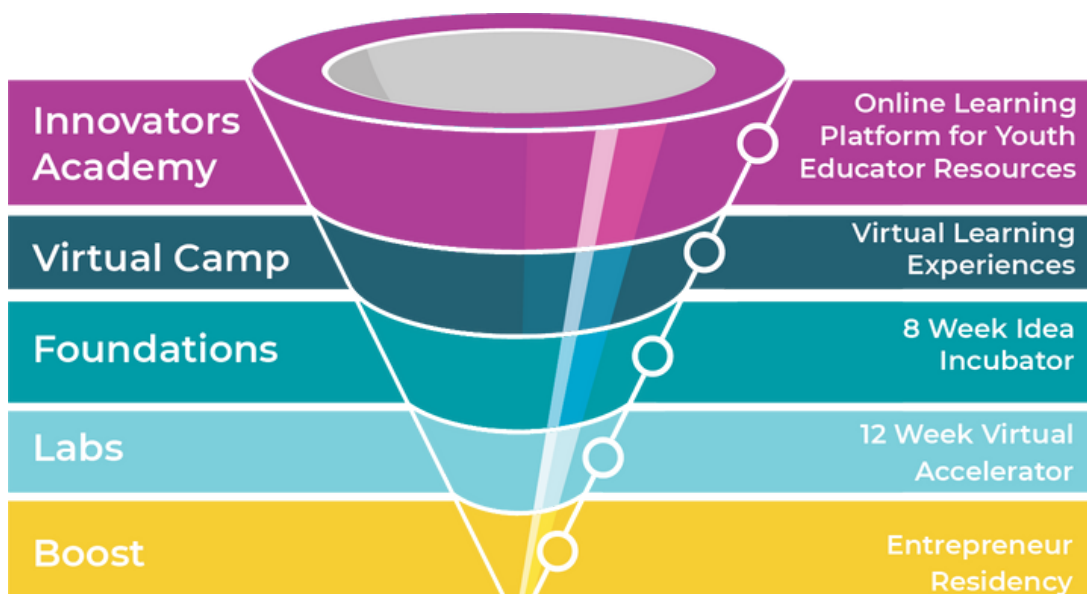 Innovators
Academy
Online Learning
Platform for Youth
Educator Resources
Virtual Camp
Virtual Learning
Experiences
Foundations
8 Week Idea
Incubator
Labs
12 Week Virtual
Accelerator
Boost
Entrepreneur
Residency